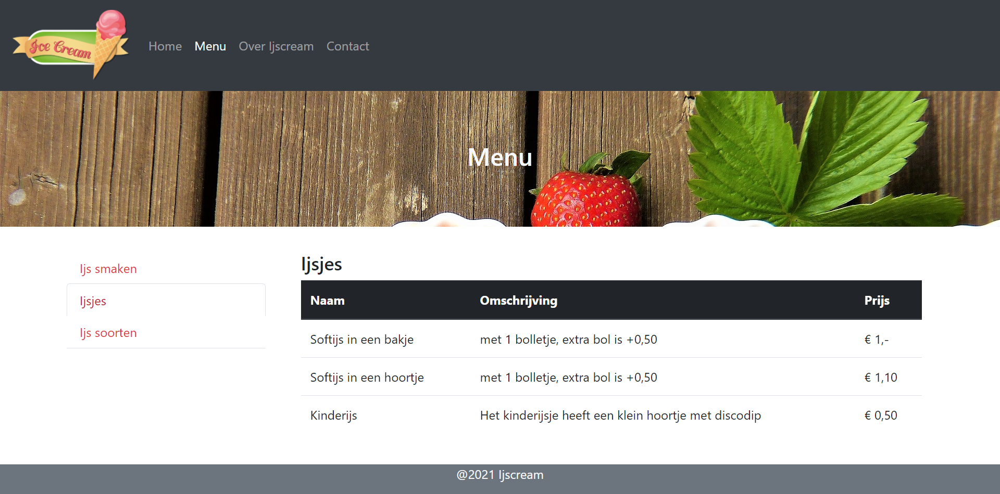 Ice Cream
Home Menu Over Ijscream Contact
Menu
Ijs smaken
Ijsjes
Ijs soorten
Ijsjes
Naam Omschrijving Prijs
Softijs in een bakje met 1 bolletje, extra bol is +0,50 € 1,-
Softijs in een hoortje met 1 bolletje, extra bol is +0,50 € 1,10
Kinderijs Het kinderijsje heeft een klein hoortje met discodip € 0,50
@2021 Ijscream